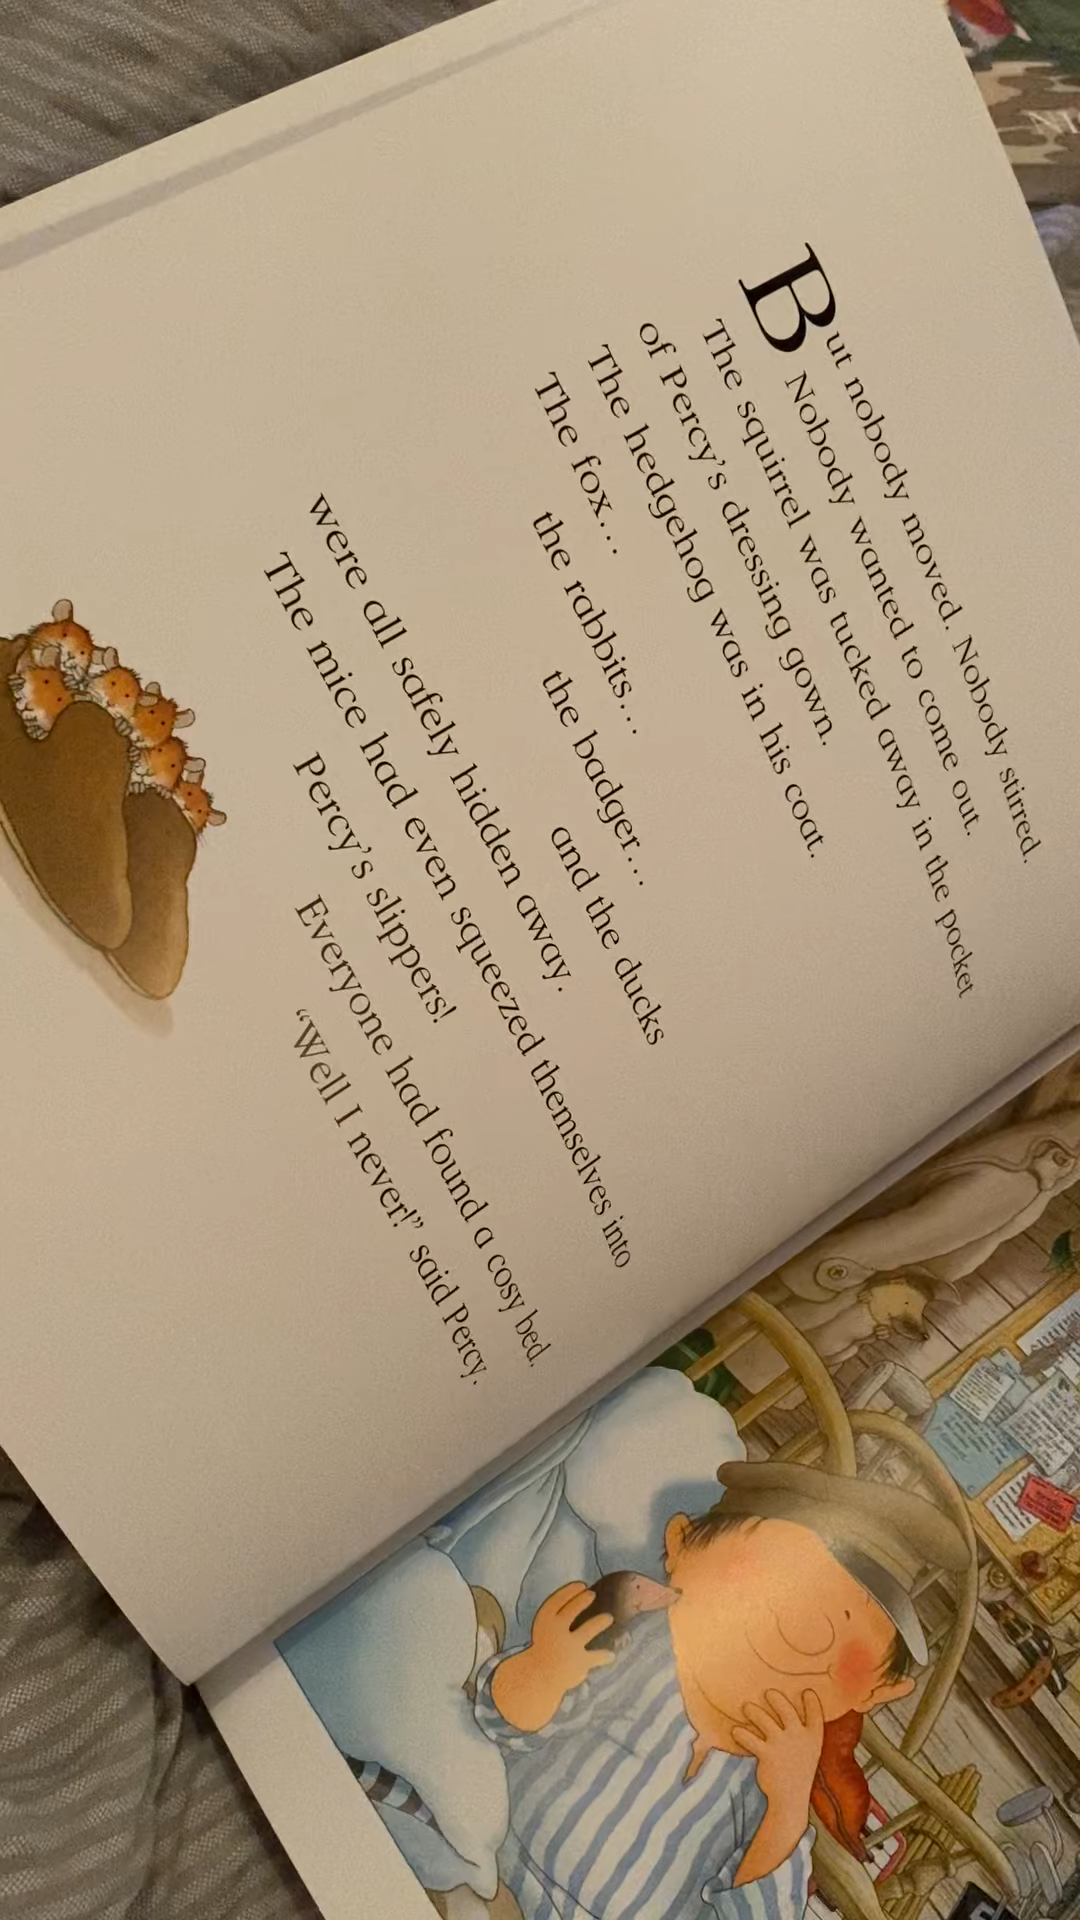 But nobody moved. Nobody stirred.
Nobody wanted to come out.
The squirrel was tucked away in the pocket
of Percy's dressing gown.
The hedgehog was in his coat.
The fox...
the rabbits...
the badger...
and the ducks
were all safely hidden away.
The mice had even squeezed themselves into
Percy's slippers!
Everyone had found a cosy bed.
“Well I never!” said Percy.